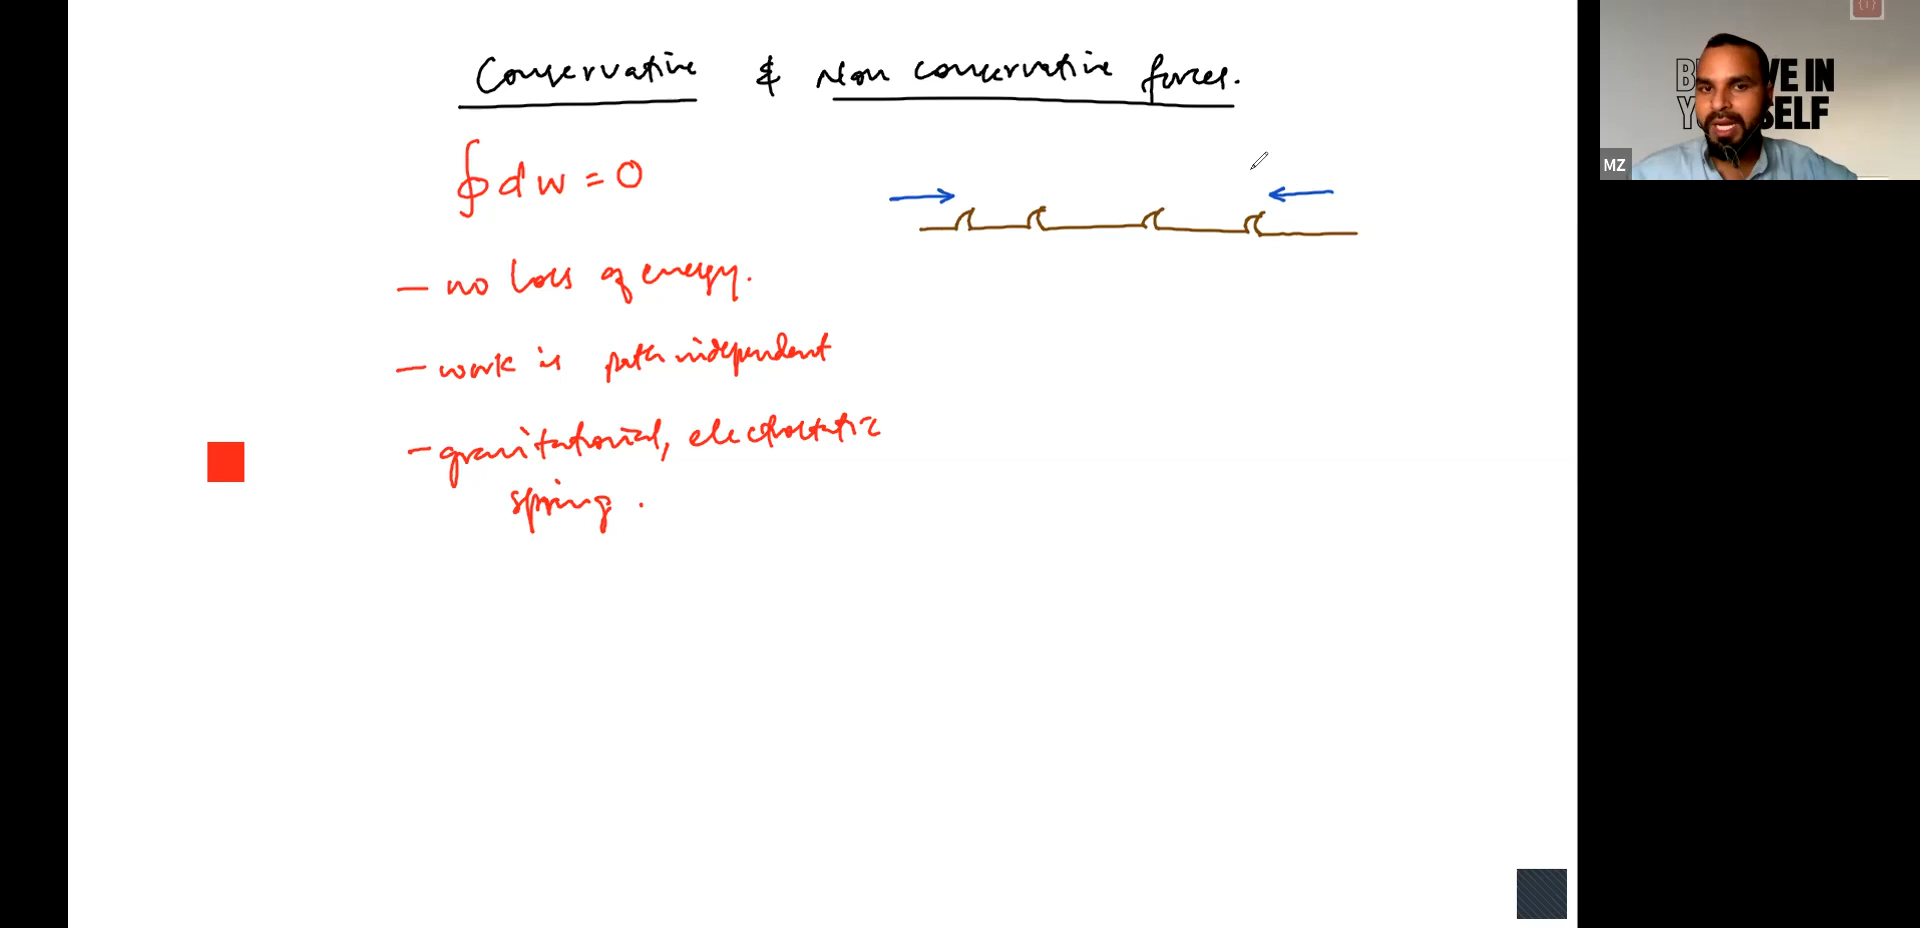 Conservative & Non conservative forces.
∮dw = 0
– no loss of energy.
– work is path independent
– gravitational, electrostatic
spring.
BE VE IN
Y SELF
MZ